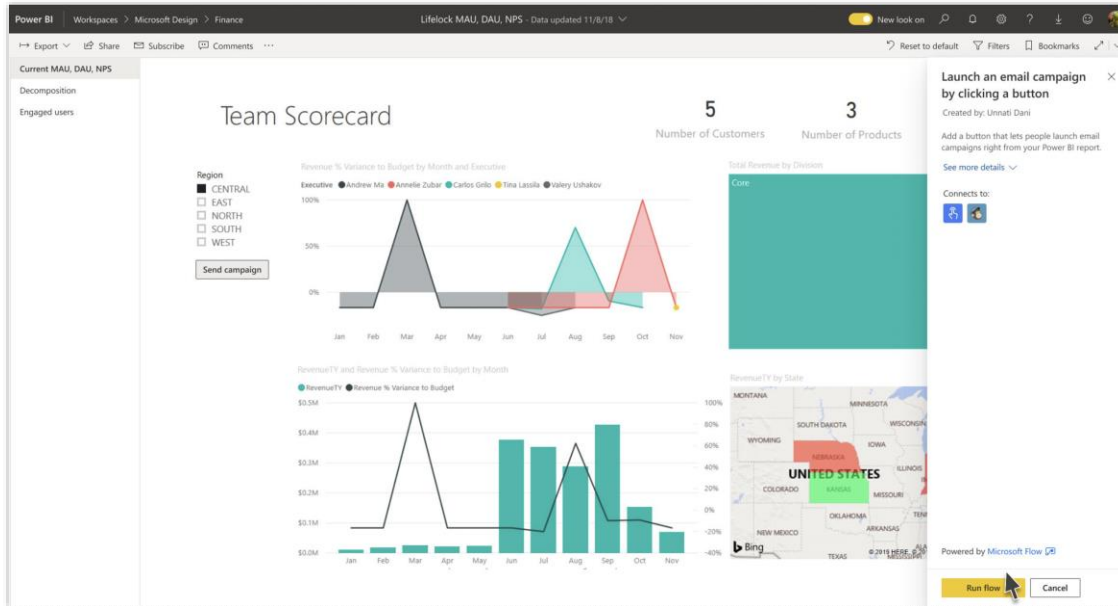 Power BI Workspaces > Microsoft Design > Finance Lifelock MAU, DAU, NPS - Data updated 11/8/18 New look on
Export Share Subscribe Comments ... Reset to default Filters Bookmarks
Current MAU, DAU, NPS
Decomposition
Engaged users
Team Scorecard
5
Number of Customers
3
Number of Products
Region
CENTRAL
EAST
NORTH
SOUTH
WEST
Send campaign
Revenue % Variance to Budget by Month and Executive
Executive Andrew Ma Annelie Zubar Carlos Grilo Tina Lassila Valery Ushakov
100%
50%
0%
Jan Feb Mar Apr May Jun Jul Aug Sep Oct Nov
Total Revenue by Division
Core
RevenueTY and Revenue % Variance to Budget by Month
RevenueTY Revenue % Variance to Budget
$0.5M 100%
$0.4M 80%
60%
$0.3M 40%
$0.2M 20%
0%
$0.1M -20%
$0.0M -40%
Jan Feb Mar Apr May Jun Jul Aug Sep Oct Nov
RevenueTY by State
MONTANA
MINNESOTA
SOUTH DAKOTA WISCONSIN
WYOMING IOWA
NEBRASKA
UNITED STATES ILLINOIS
COLORADO KANSAS MISSOURI
OKLAHOMA
NEW MEXICO ARKANSAS
Bing
TEXAS
© 2019 HERE,
Launch an email campaign
by clicking a button
Created by: Unnati Dani
Add a button that lets people launch email
campaigns right from your Power BI report.
See more details
Connects to:
Powered by Microsoft Flow
Run flow Cancel